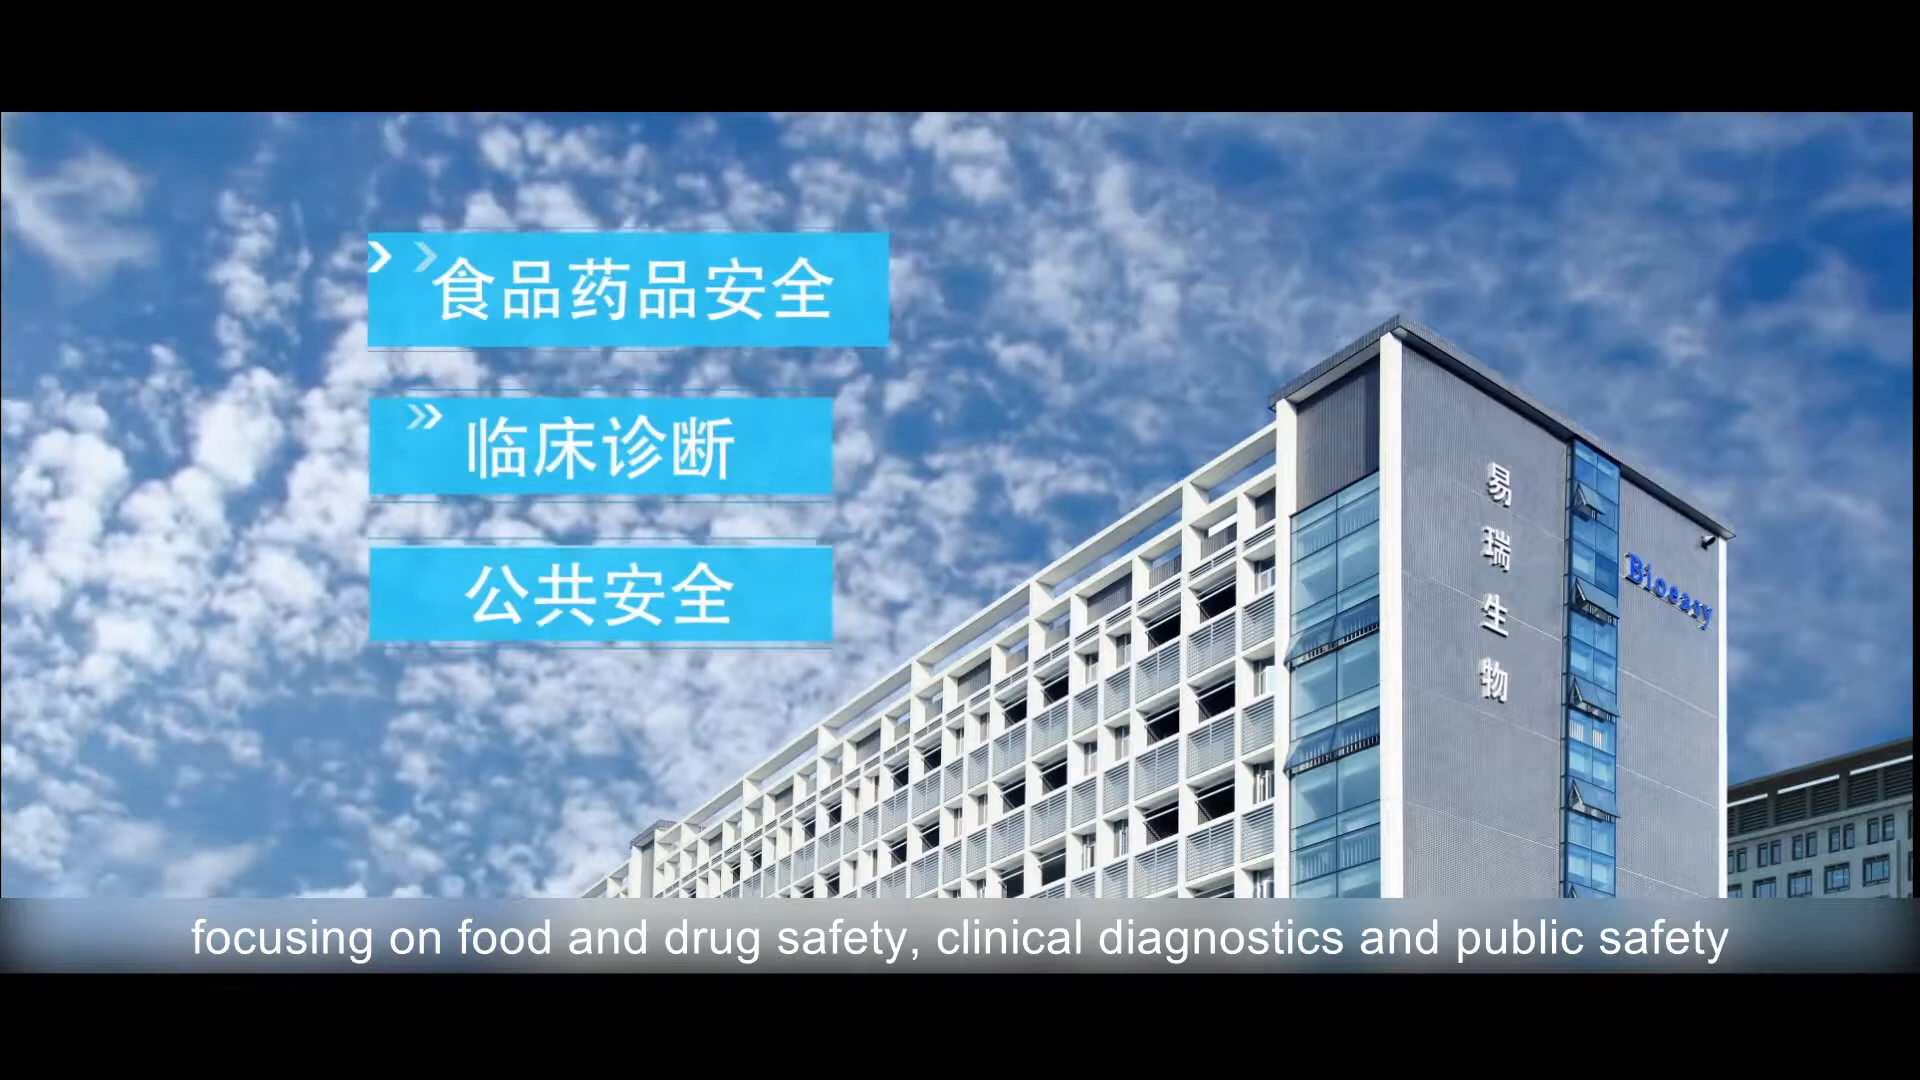 食品药品安全
临床诊断
公共安全
易瑞生物
Bioeasy
focusing on food and drug safety, clinical diagnostics and public safety